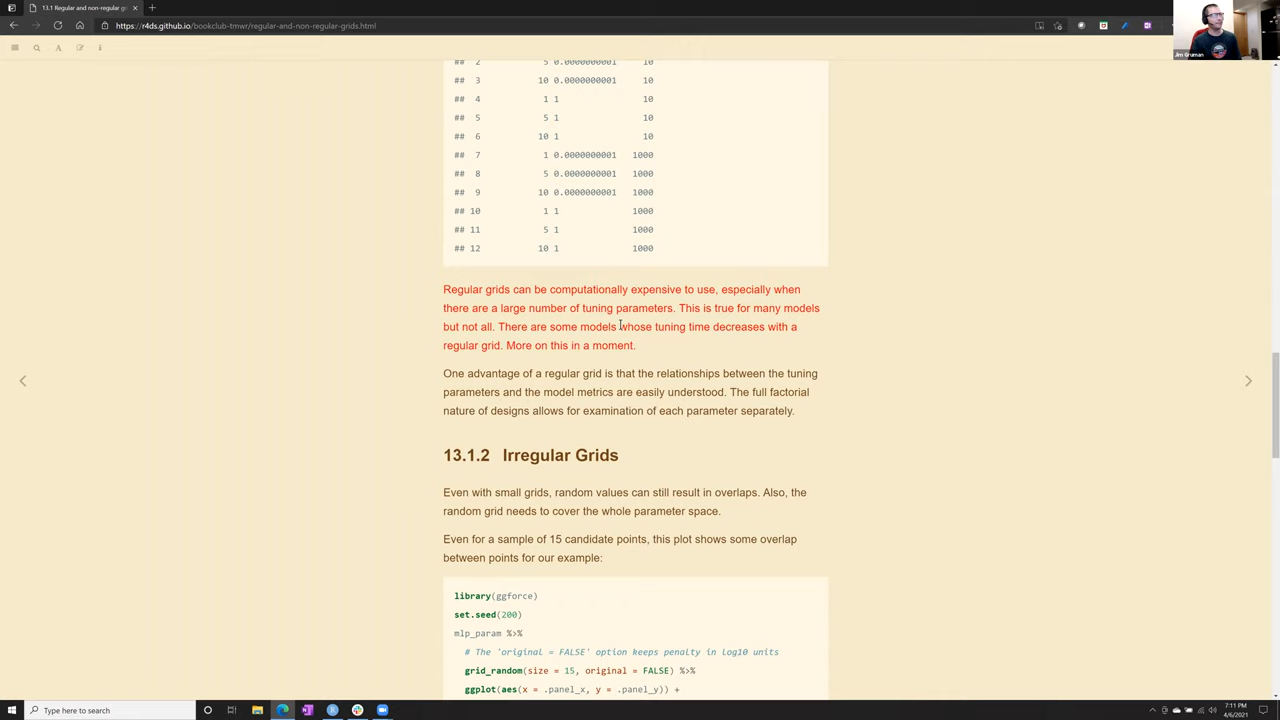 13.1 Regular and non-regular gr
https://r4ds.github.io/bookclub-tmwr/regular-and-non-regular-grids.html
Jim Gruman
## 2 5 0.0000000001 10
## 3 10 0.0000000001 10
## 4 1 1 10
## 5 5 1 10
## 6 10 1 10
## 7 1 0.0000000001 1000
## 8 5 0.0000000001 1000
## 9 10 0.0000000001 1000
## 10 1 1 1000
## 11 5 1 1000
## 12 10 1 1000
Regular grids can be computationally expensive to use, especially when
there are a large number of tuning parameters. This is true for many models
but not all. There are some models whose tuning time decreases with a
regular grid. More on this in a moment.
One advantage of a regular grid is that the relationships between the tuning
parameters and the model metrics are easily understood. The full factorial
nature of designs allows for examination of each parameter separately.
13.1.2 Irregular Grids
Even with small grids, random values can still result in overlaps. Also, the
random grid needs to cover the whole parameter space.
Even for a sample of 15 candidate points, this plot shows some overlap
between points for our example:
library(ggforce)
set.seed(200)
mlp_param %>%
# The 'original = FALSE' option keeps penalty in log10 units
grid_random(size = 15, original = FALSE) %>%
ggplot(aes(x = .panel_x, y = .panel_y)) +
Type here to search
7:11 PM
4/6/2021